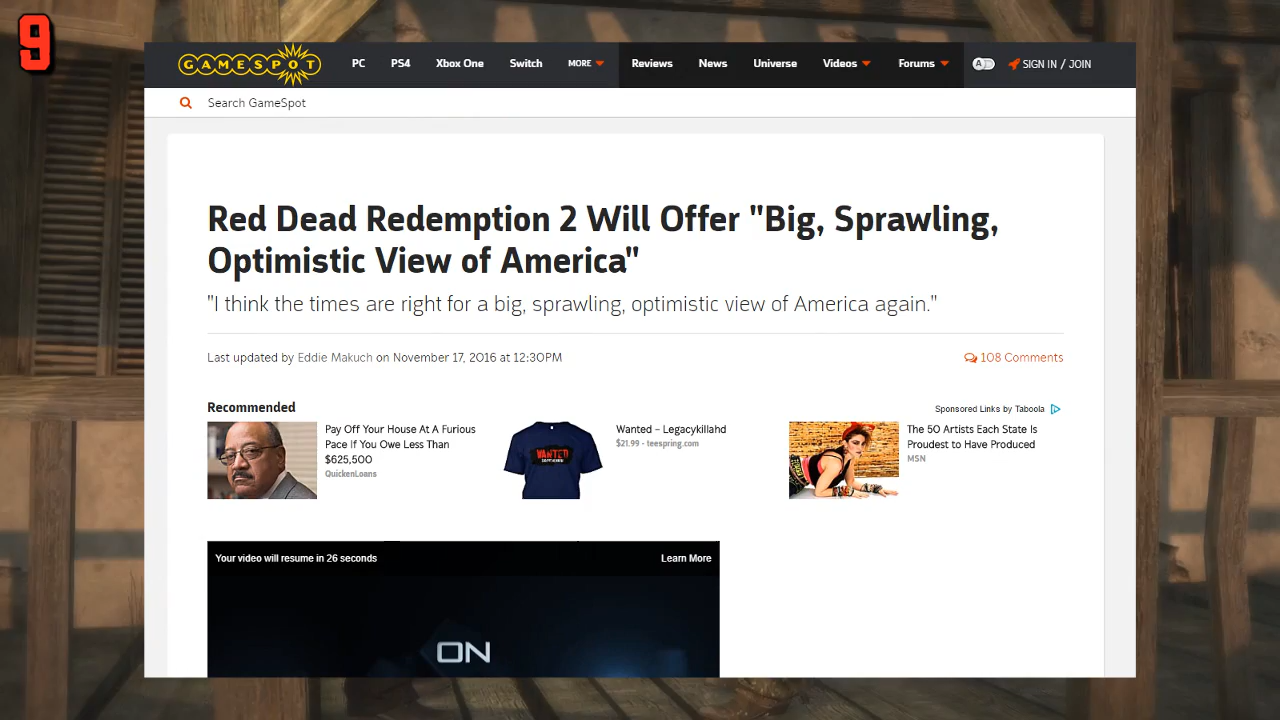 9
GAMESPOT
PC PS4 Xbox One Switch MORE Reviews News Universe Videos Forums A SIGN IN / JOIN
Search GameSpot
Red Dead Redemption 2 Will Offer "Big, Sprawling,
Optimistic View of America"
"I think the times are right for a big, sprawling, optimistic view of America again."
Last updated by Eddie Makuch on November 17, 2016 at 12:30PM
108 Comments
Recommended
Sponsored Links by Taboola
Pay Off Your House At A Furious
Pace If You Owe Less Than
$625,500
QuickenLoans
WANTED
Wanted – Legacykillahd
$21.99 - teespring.com
The 50 Artists Each State Is
Proudest to Have Produced
MSN
Your video will resume in 26 seconds
Learn More
ON